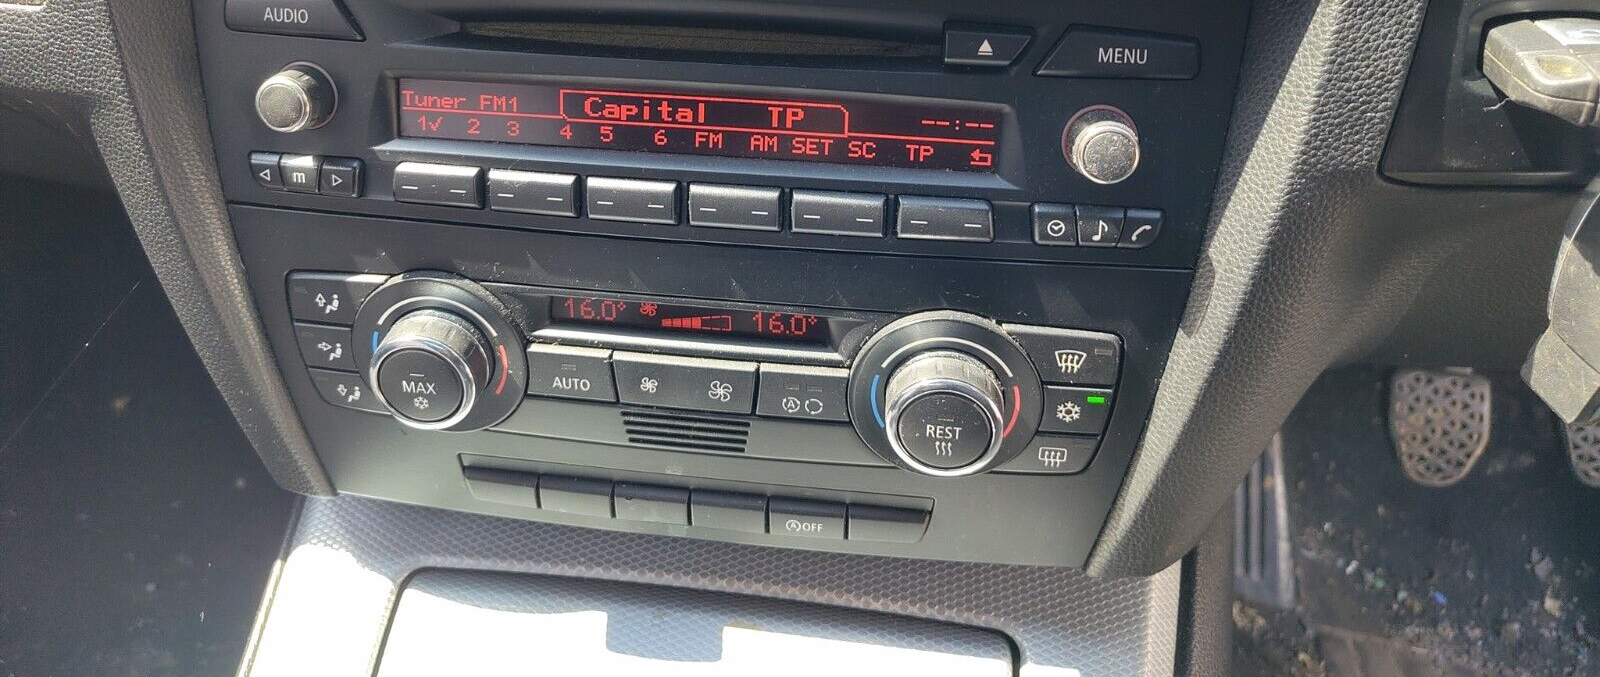 AUDIO
MENU
Tuner FM1 Capital TP --:--
1✓ 2 3 4 5 6 FM AM SET SC TP
m
16.0° 16.0°
MAX
AUTO
A
REST
A OFF